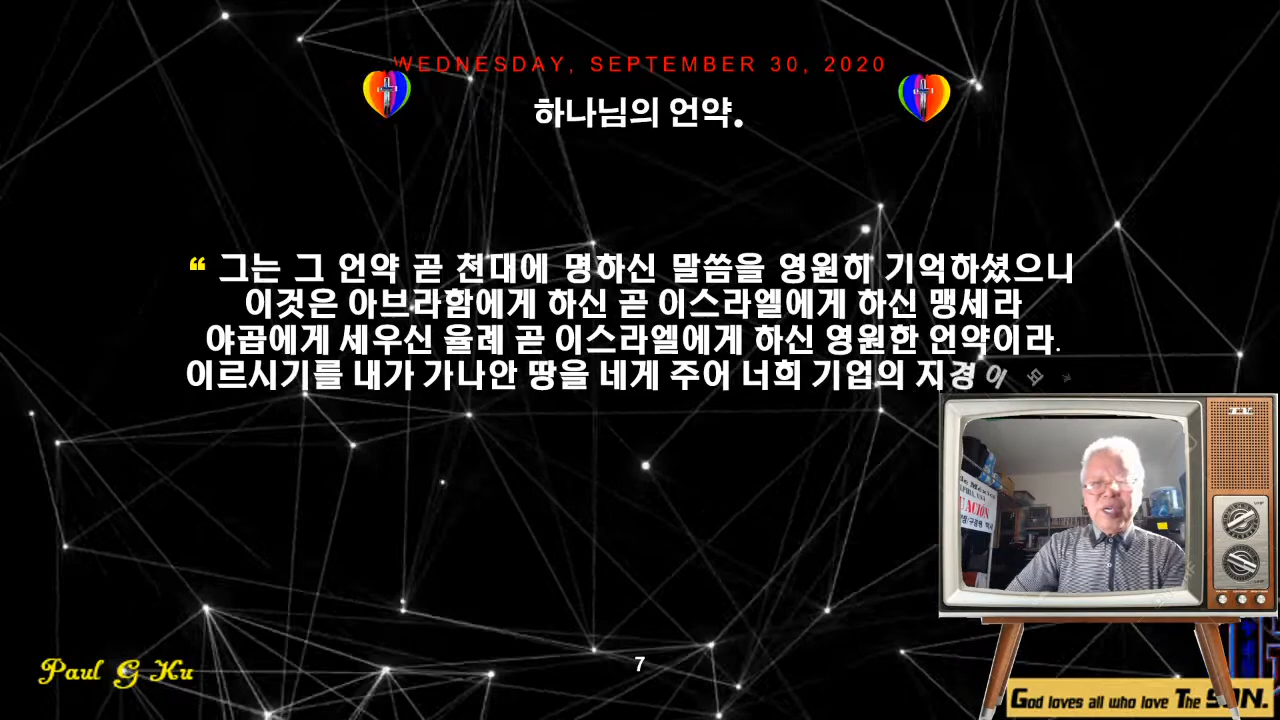 WEDNESDAY, SEPTEMBER 30, 2020
하나님의 언약.
❝ 그는 그 언약 곧 천대에 명하신 말씀을 영원히 기억하셨으니
이것은 아브라함에게 하신 곧 이스라엘에게 하신 맹세라
야곱에게 세우신 율례 곧 이스라엘에게 하신 영원한 언약이라.
이르시기를 내가 가나안 땅을 네게 주어 너희 기업의 지경이 되
UACIÓN
Paul G Ku
7
God loves all who love The SON.